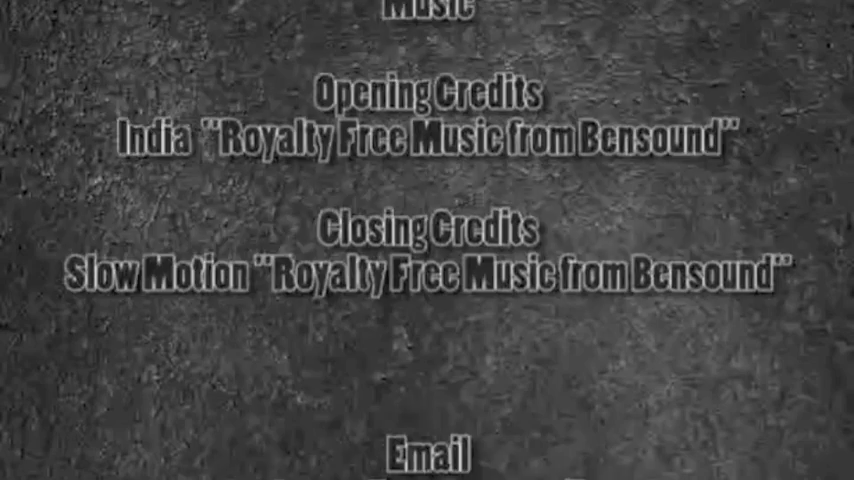 Music
Opening Credits
India "Royalty Free Music from Bensound"
Closing Credits
Slow Motion "Royalty Free Music from Bensound"
Email